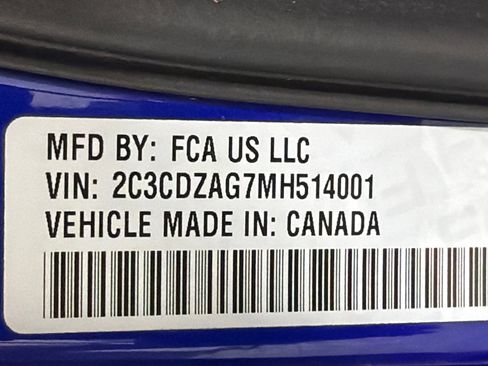 MFD BY: FCA US LLC
VIN: 2C3CDZAG7MH514001
VEHICLE MADE IN: CANADA